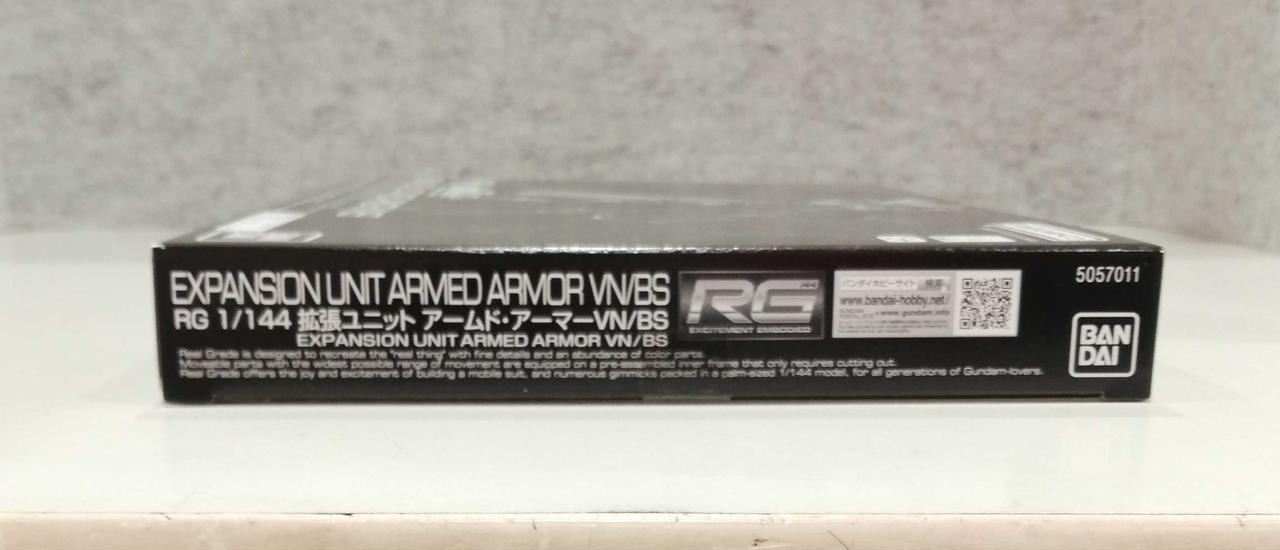 EXPANSION UNIT ARMED ARMOR VN/BS
RG 1/144 拡張ユニット アームド・アーマーVN/BS
EXPANSION UNIT ARMED ARMOR VN/BS
Real Grade is designed to recreate the "real thing" with fine details and an abundance of color parts.
Moveable parts with the widest possible range of movement are equipped on a pre-assembled inner frame that only requires cutting out.
Real Grade offers the joy and excitement of building a mobile suit, and numerous gimmicks packed in a palm-sized 1/144 model, for all generations of Gundam-lovers.
RG
EXCITEMENT EMBODIED
バンダイホビーサイト 検索
www.bandai-hobby.net/
www.gundam.info
5057011
BAN
DAI